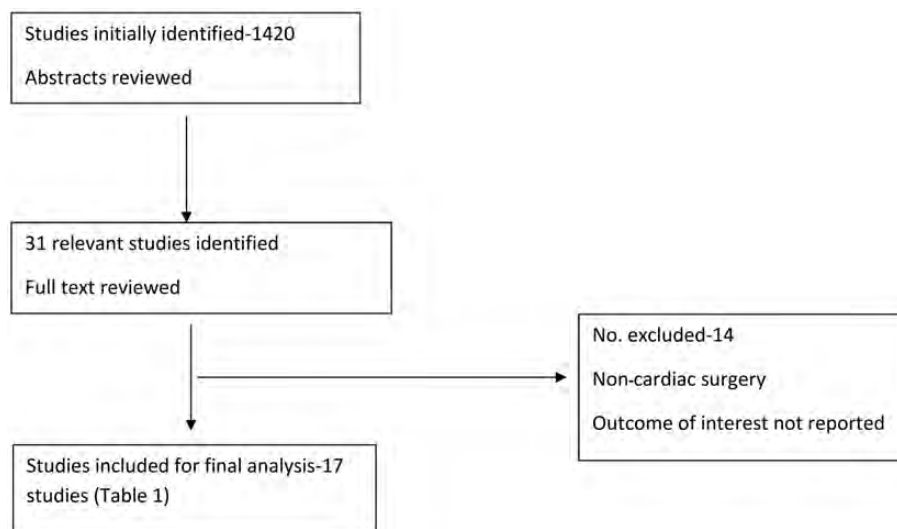 Studies initially identified-1420
Abstracts reviewed
31 relevant studies identified
Full text reviewed
No. excluded-14
Non-cardiac surgery
Outcome of interest not reported
Studies included for final analysis-17
studies (Table 1)